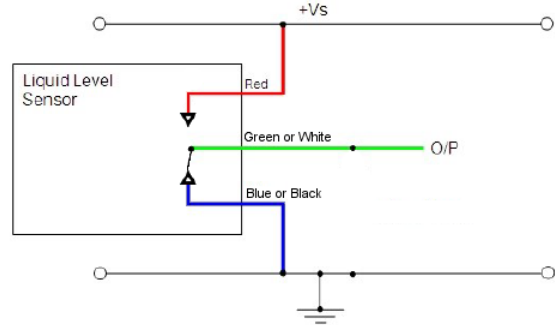 +Vs
Liquid Level
Sensor
Red
Green or White
O/P
Blue or Black